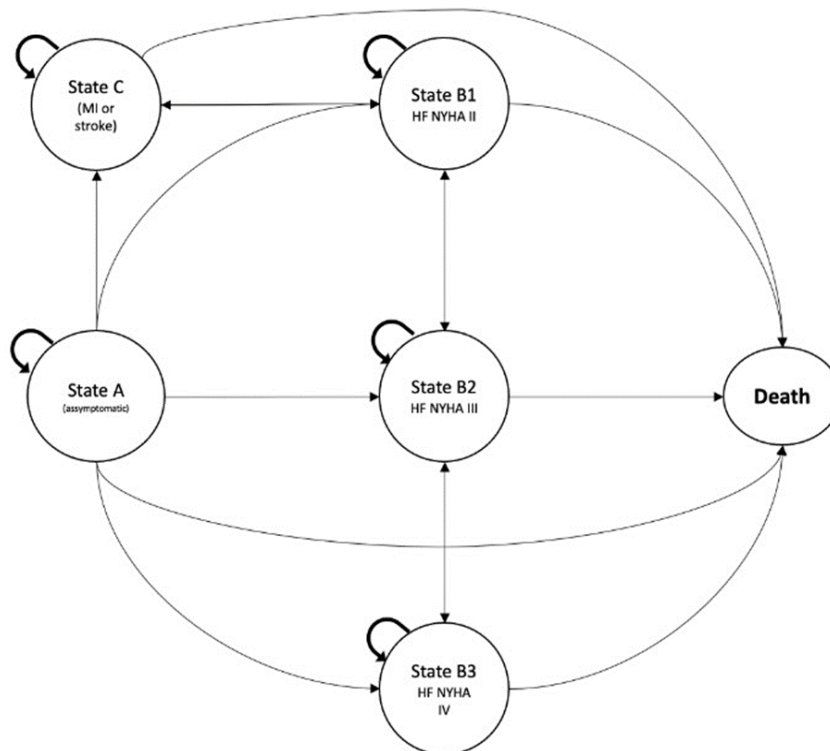 State C
(MI or
stroke)
State B1
HF NYHA II
State A
(assymptomatic)
State B2
HF NYHA III
Death
State B3
HF NYHA
IV